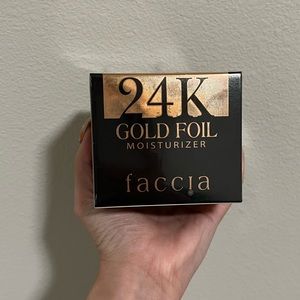 24K
GOLD FOIL
MOISTURIZER
faccia